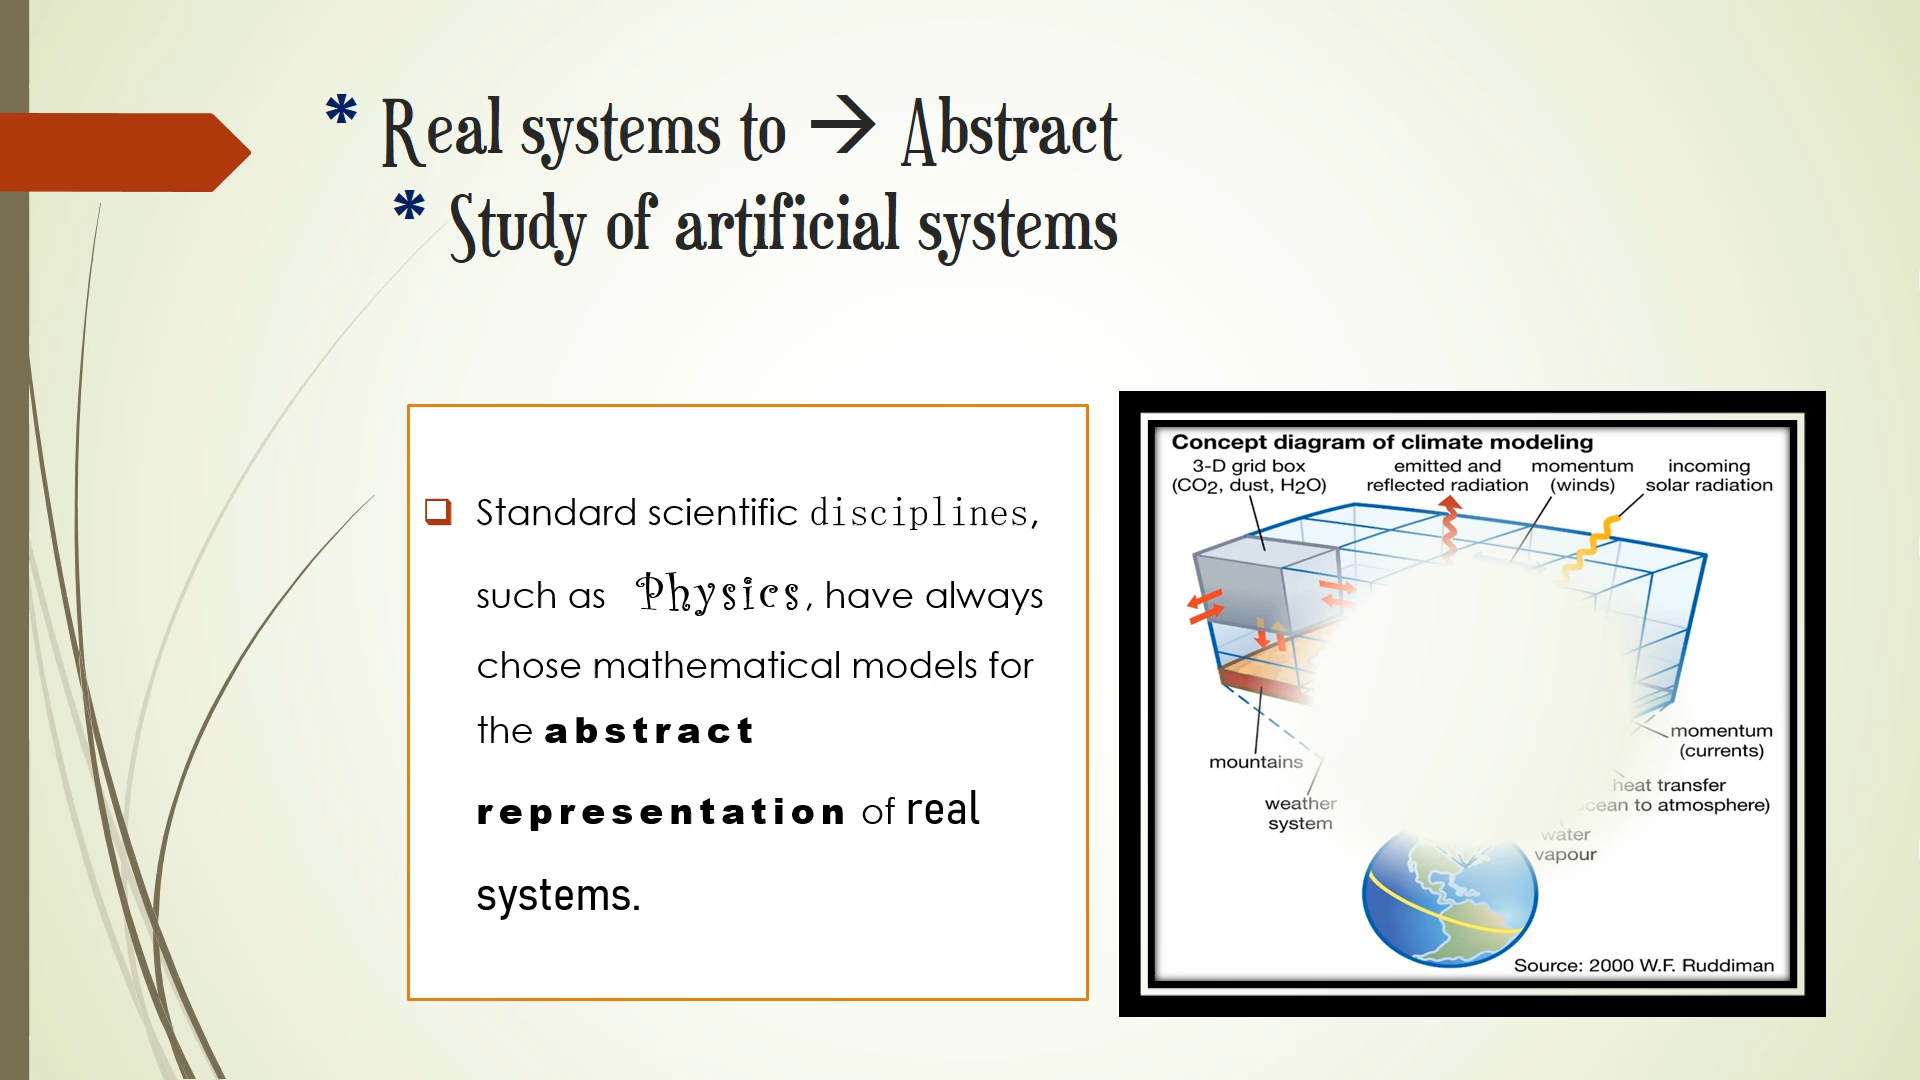 * Real systems to → Abstract
* Study of artificial systems
Standard scientific disciplines,
such as Physics, have always
chose mathematical models for
the abstract
representation of real
systems.
Concept diagram of climate modeling
3-D grid box
(CO2, dust, H2O)
emitted and
reflected radiation
momentum
(winds)
incoming
solar radiation
momentum
(currents)
mountains
heat transfer
to atmosphere)
weather
system
water
vapour
Source: 2000 W.F. Ruddiman